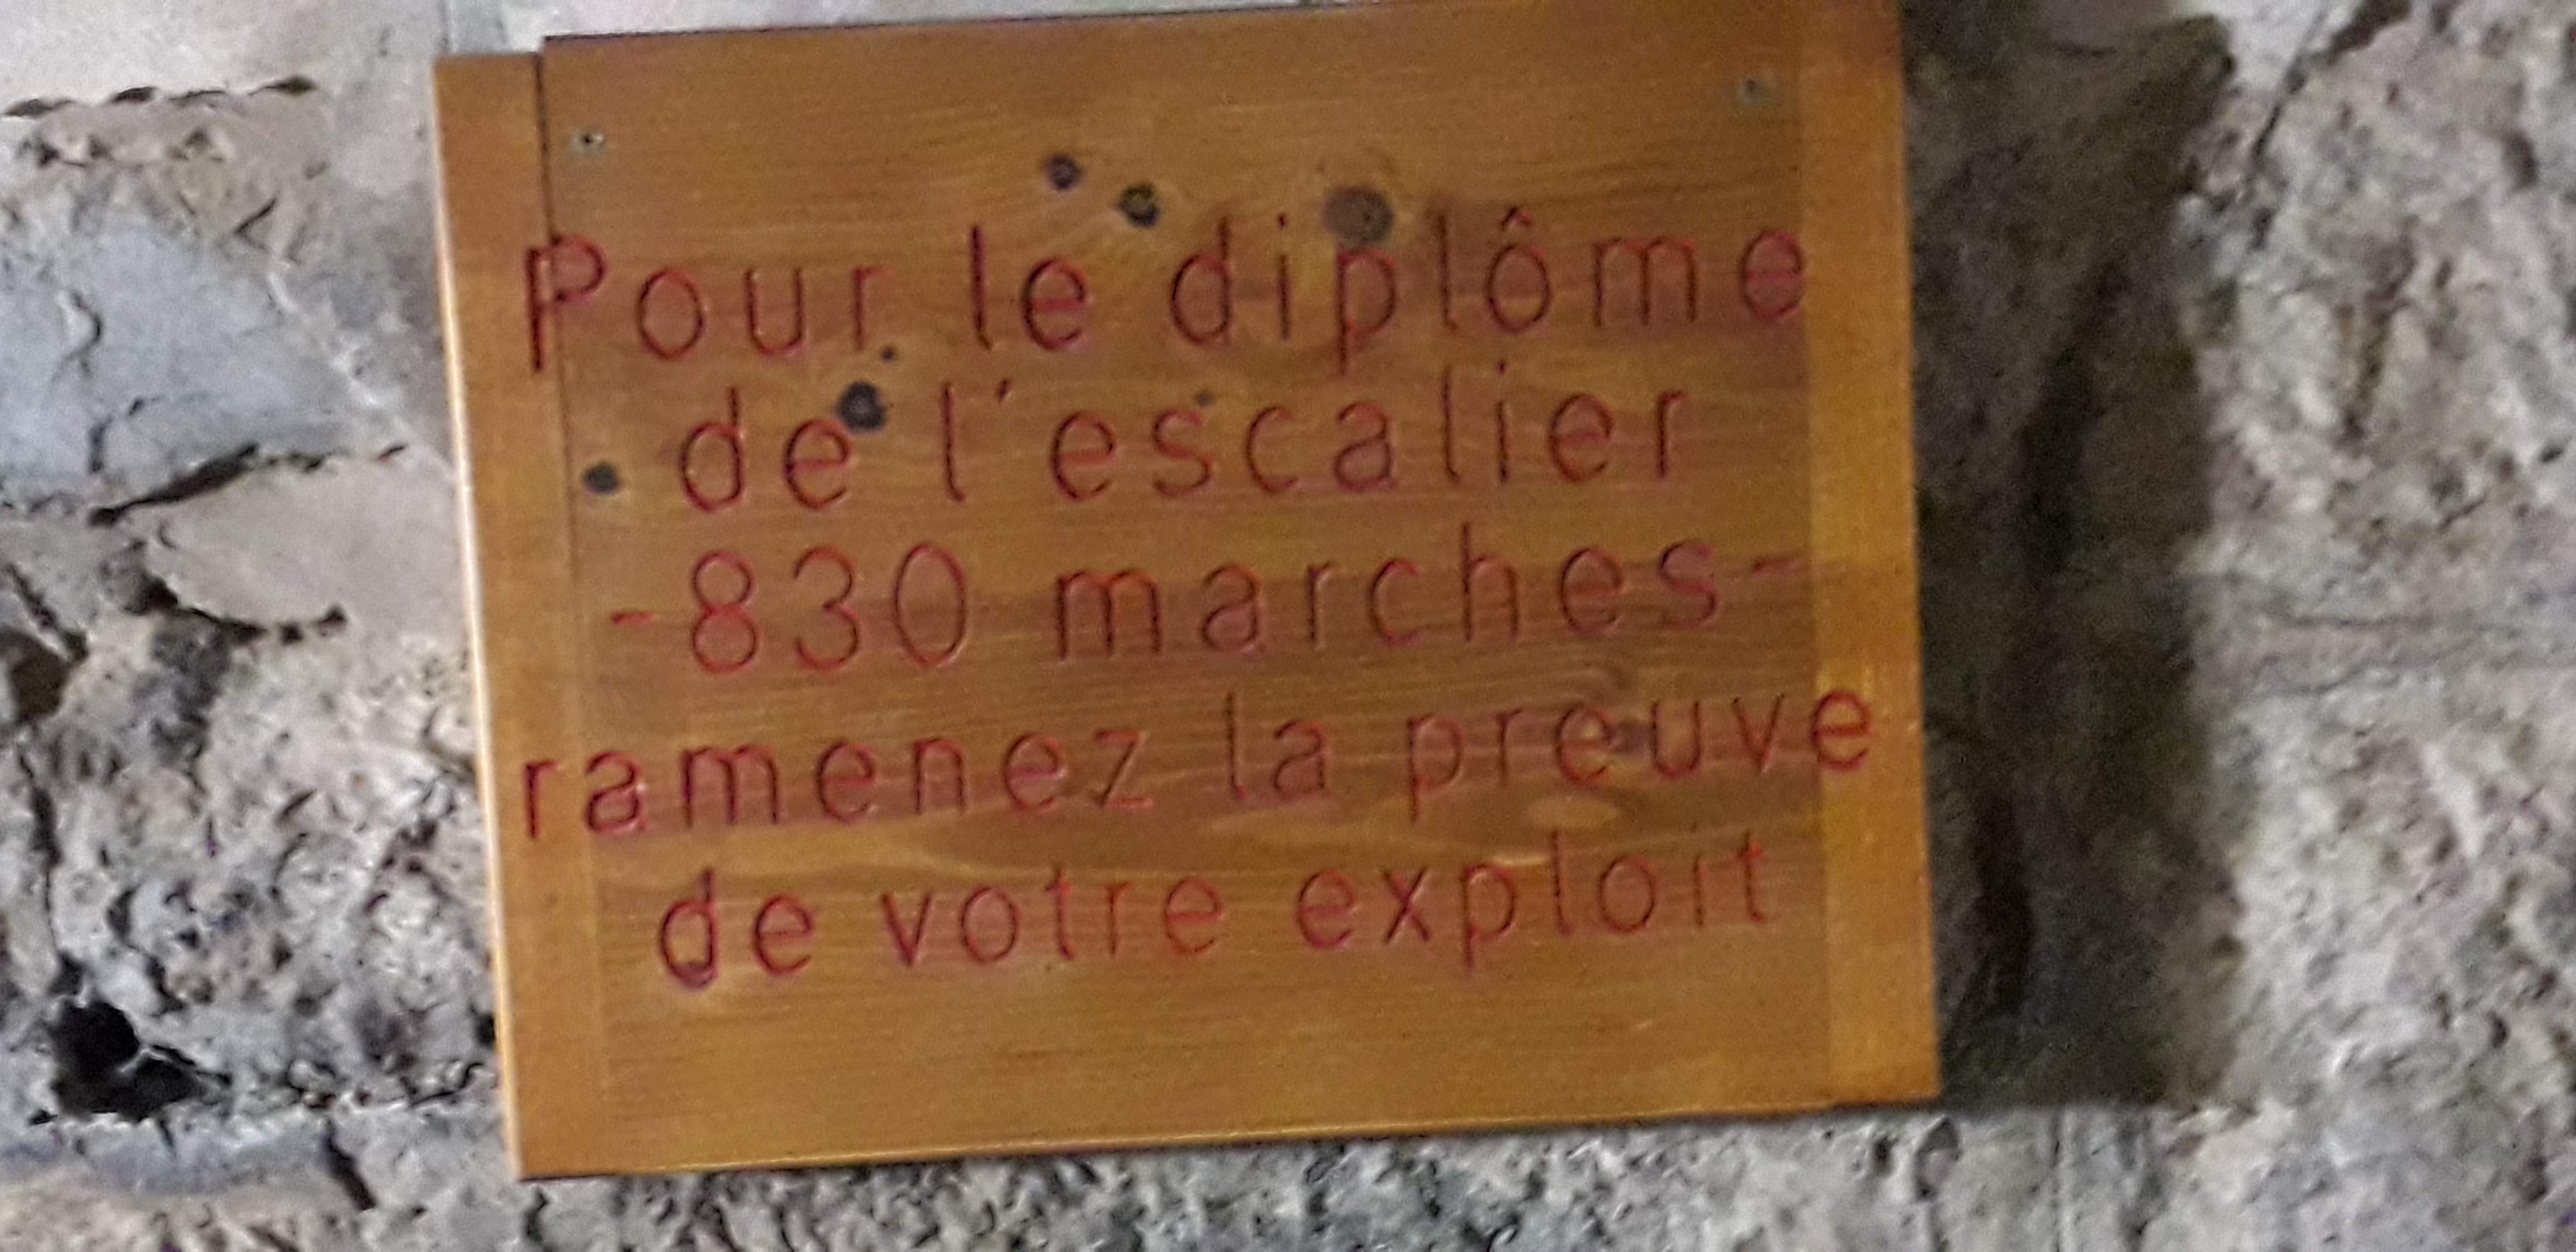 Pour le diplôme
de l'escalier
-830 marches-
ramenez la preuve
de votre exploit